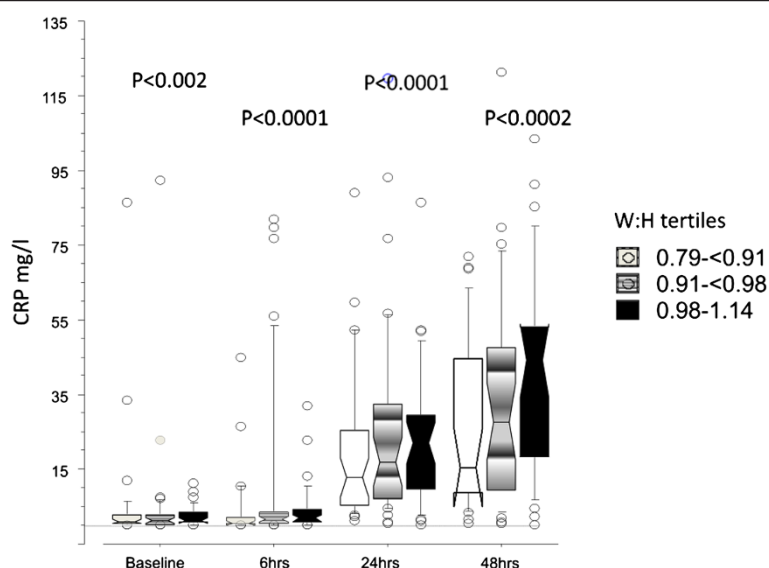 135
P<0.002
P<0.0001
115
P<0.0001
P<0.0002
95
75
55
35
15
CRP mg/l
W:H tertiles
0.79-<0.91
0.91-<0.98
0.98-1.14
Baseline
6hrs
24hrs
48hrs